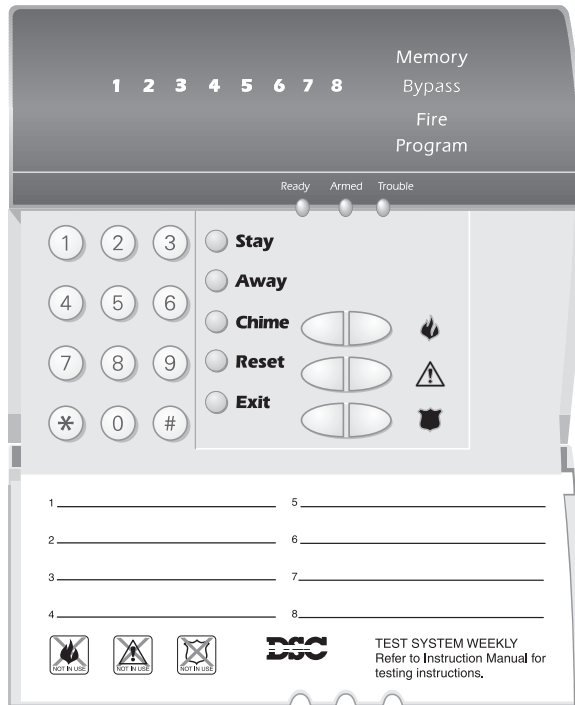 Memory
1 2 3 4 5 6 7 8 Bypass
Fire
Program
Ready Armed Trouble
1 2 3 Stay
Away
4 5 6 Chime
7 8 9 Reset
Exit
* 0 #
1 5
2 6
3 7
4 8
NOT IN USE NOT IN USE NOT IN USE
DSC
TEST SYSTEM WEEKLY
Refer to Instruction Manual for
testing instructions.